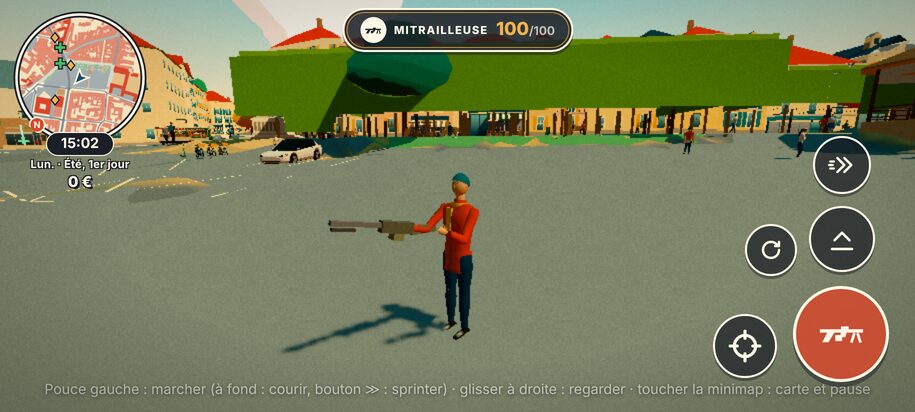 MITRAILLEUSE 100/100
N
15:02
Lun. · Été, 1er jour
0 €
Pouce gauche : marcher (à fond : courir, bouton ≫ : sprinter) · glisser à droite : regarder · toucher la minimap : carte et pause